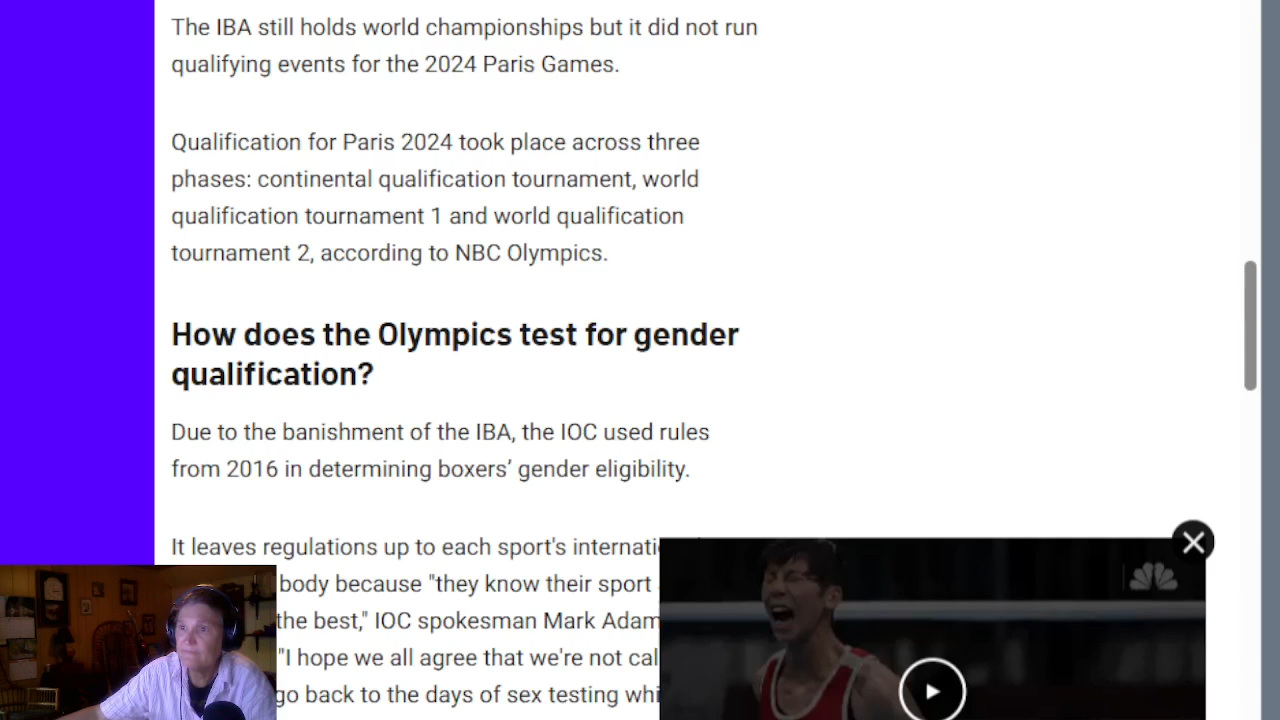 The IBA still holds world championships but it did not run
qualifying events for the 2024 Paris Games.
Qualification for Paris 2024 took place across three
phases: continental qualification tournament, world
qualification tournament 1 and world qualification
tournament 2, according to NBC Olympics.
How does the Olympics test for gender
qualification?
Due to the banishment of the IBA, the IOC used rules
from 2016 in determining boxers’ gender eligibility.
It leaves regulations up to each sport's
body because "they know their sport
the best," IOC spokesman Mark
"I hope we all agree that we're not
go back to the days of sex testing